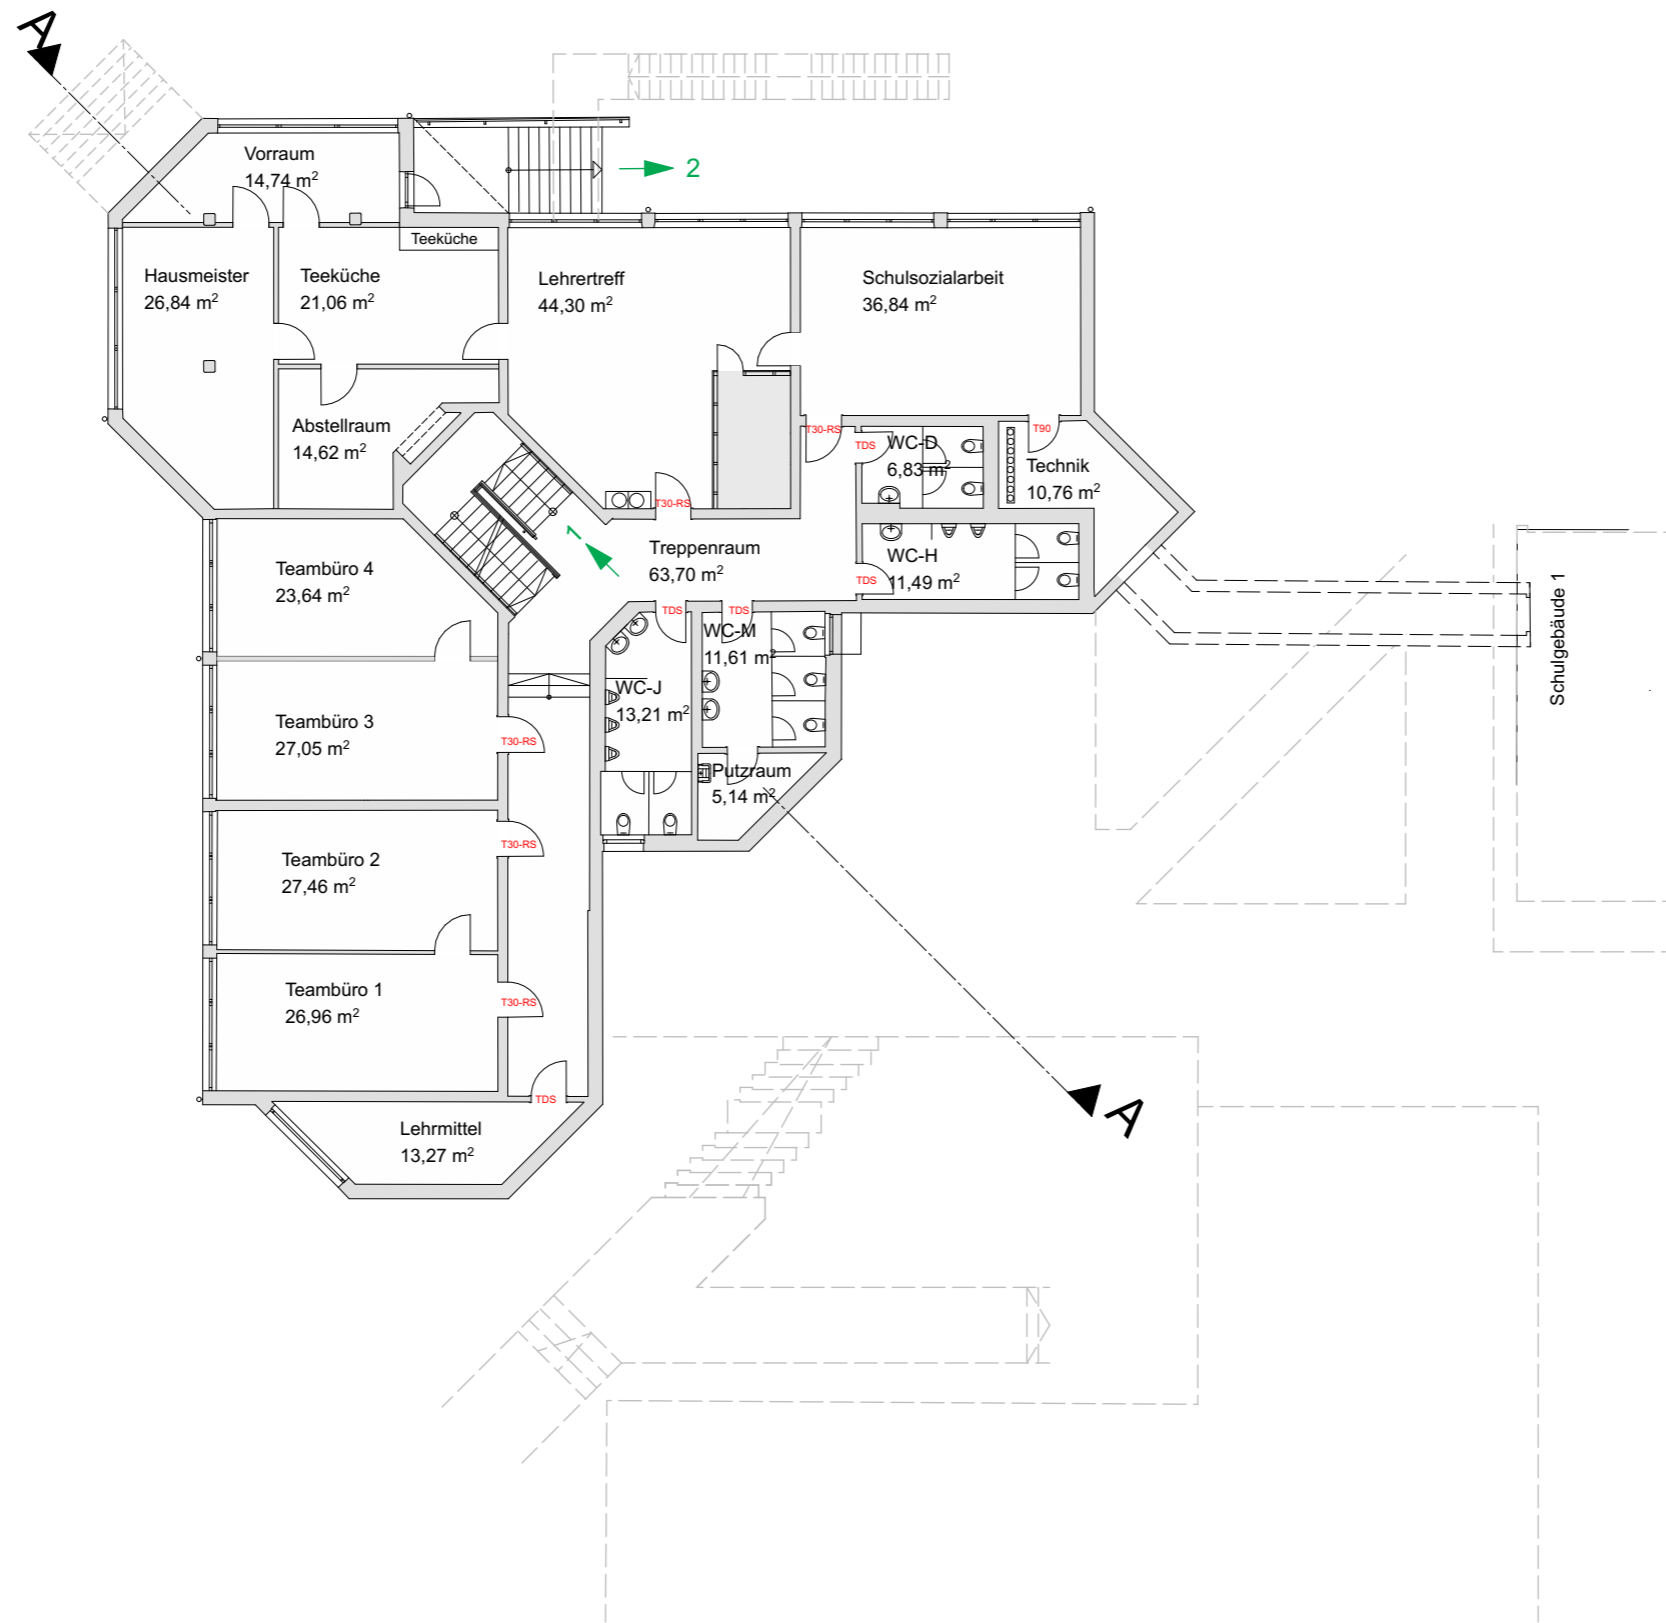 A
Vorraum
14,74 m²
2
Teeküche
Hausmeister
26,84 m²
Teeküche
21,06 m²
Lehrertreff
44,30 m²
Schulsozialarbeit
36,84 m²
Abstellraum
14,62 m²
T30-RS
TDS
WC-D
6,83 m²
T90
Technik
10,76 m²
T30-RS
1
Treppenraum
63,70 m²
WC-H
11,49 m²
TDS
Teambüro 4
23,64 m²
TDS
TDS
WC-M
11,61 m²
Schulgebäude 1
WC-J
13,21 m²
Teambüro 3
27,05 m²
T30-RS
Putzraum
5,14 m²
Teambüro 2
27,46 m²
T30-RS
Teambüro 1
26,96 m²
T30-RS
TDS
A
Lehrmittel
13,27 m²